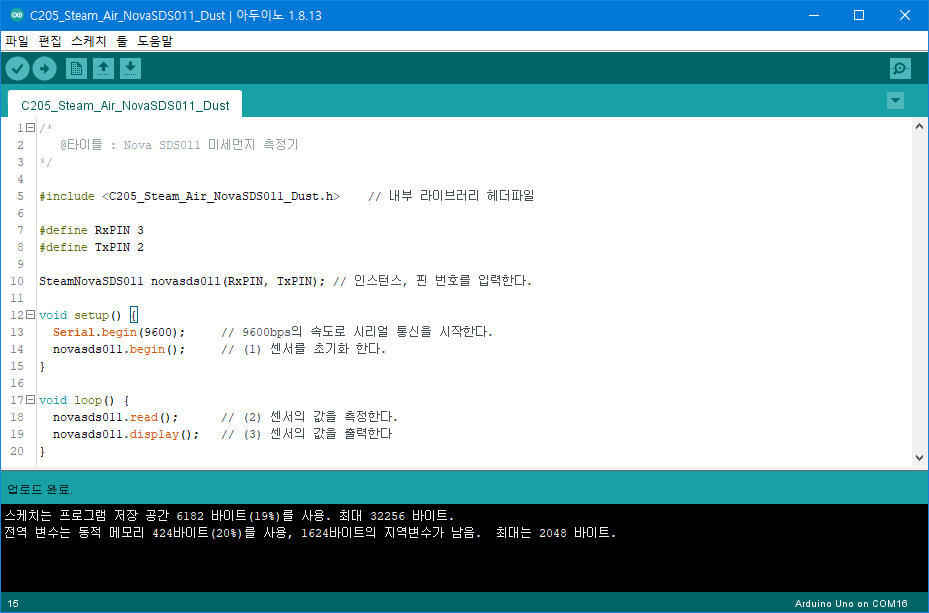 C205_Steam_Air_NovaSDS011_Dust | 아두이노 1.8.13
파일 편집 스케치 툴 도움말
C205_Steam_Air_NovaSDS011_Dust
1 /*
2 @타이틀 : Nova SDS011 미세먼지 측정기
3 */
4
5 #include <C205_Steam_Air_NovaSDS011_Dust.h> // 내부 라이브러리 헤더파일
6
7 #define RxPIN 3
8 #define TxPIN 2
9
10 SteamNovaSDS011 novasds011(RxPIN, TxPIN); // 인스턴스, 핀 번호를 입력한다.
11
12 void setup() {
13 Serial.begin(9600); // 9600bps의 속도로 시리얼 통신을 시작한다.
14 novasds011.begin(); // (1) 센서를 초기화 한다.
15 }
16
17 void loop() {
18 novasds011.read(); // (2) 센서의 값을 측정한다.
19 novasds011.display(); // (3) 센서의 값을 출력한다
20 }
업로드 완료.
스케치는 프로그램 저장 공간 6182 바이트(19%)를 사용. 최대 32256 바이트.
전역 변수는 동적 메모리 424바이트(20%)를 사용, 1624바이트의 지역변수가 남음. 최대는 2048 바이트.
15 Arduino Uno on COM16